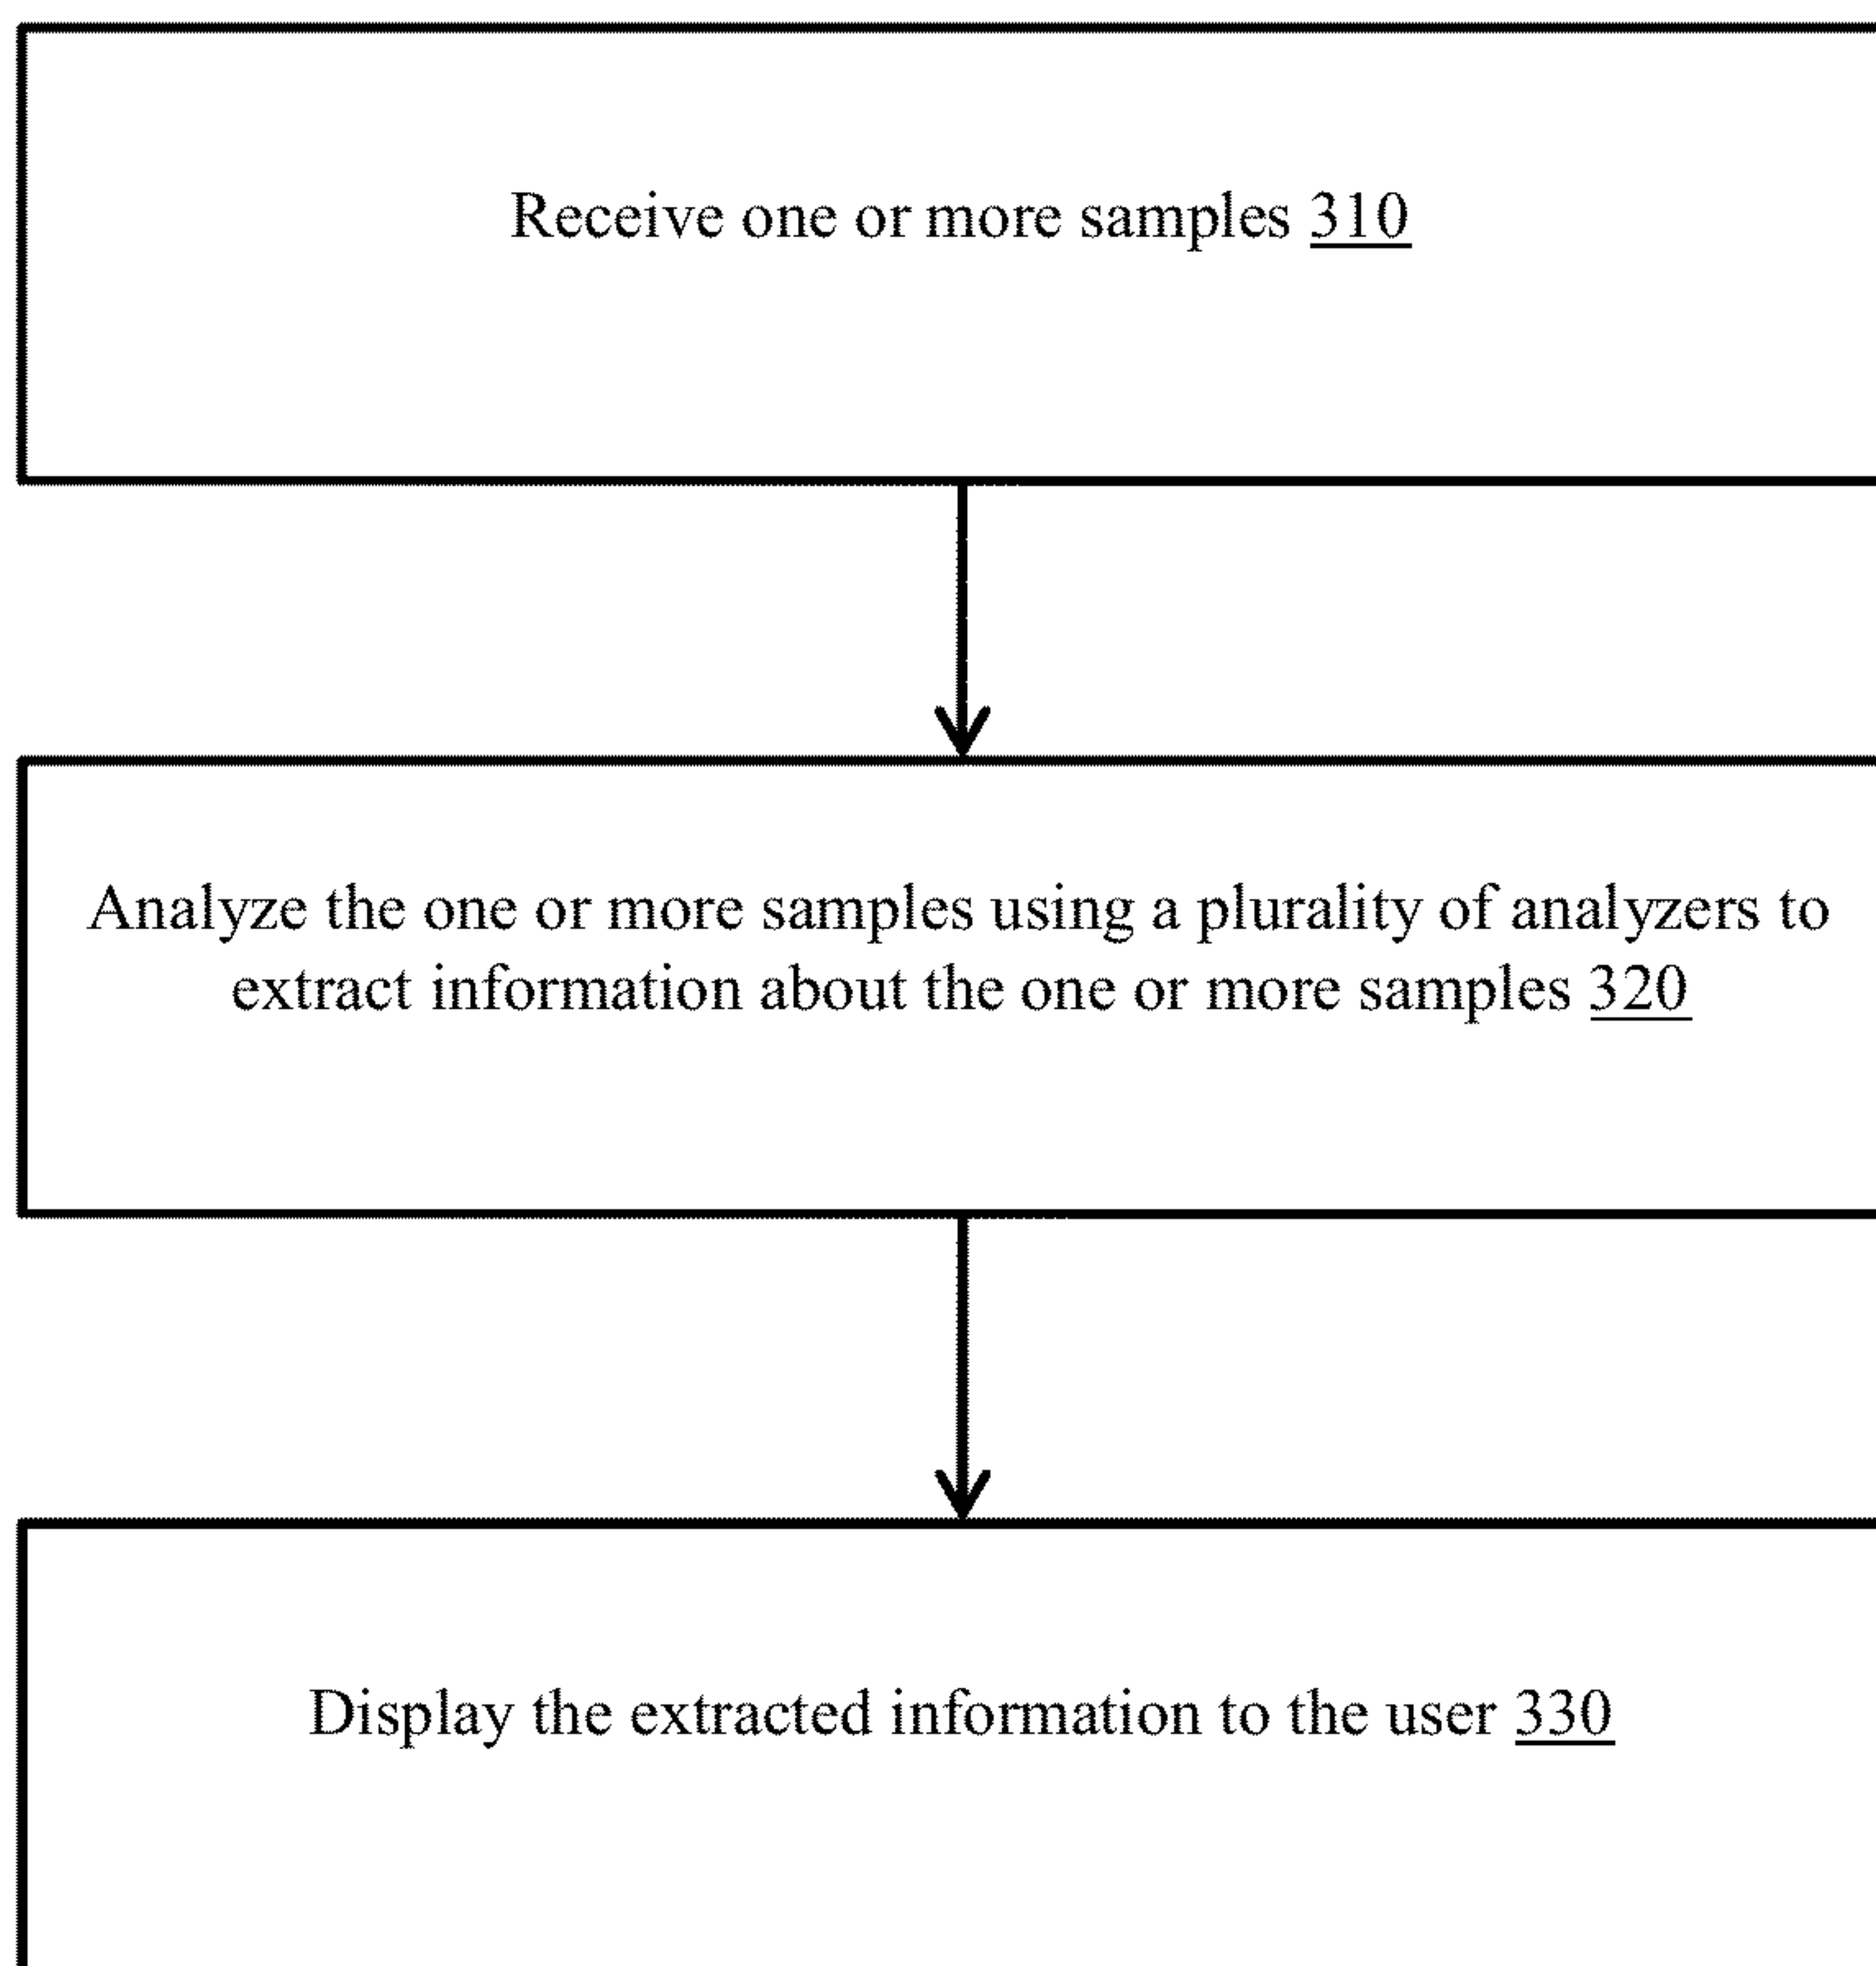 Receive one or more samples 310
Analyze the one or more samples using a plurality of analyzers to
extract information about the one or more samples 320
Display the extracted information to the user 330